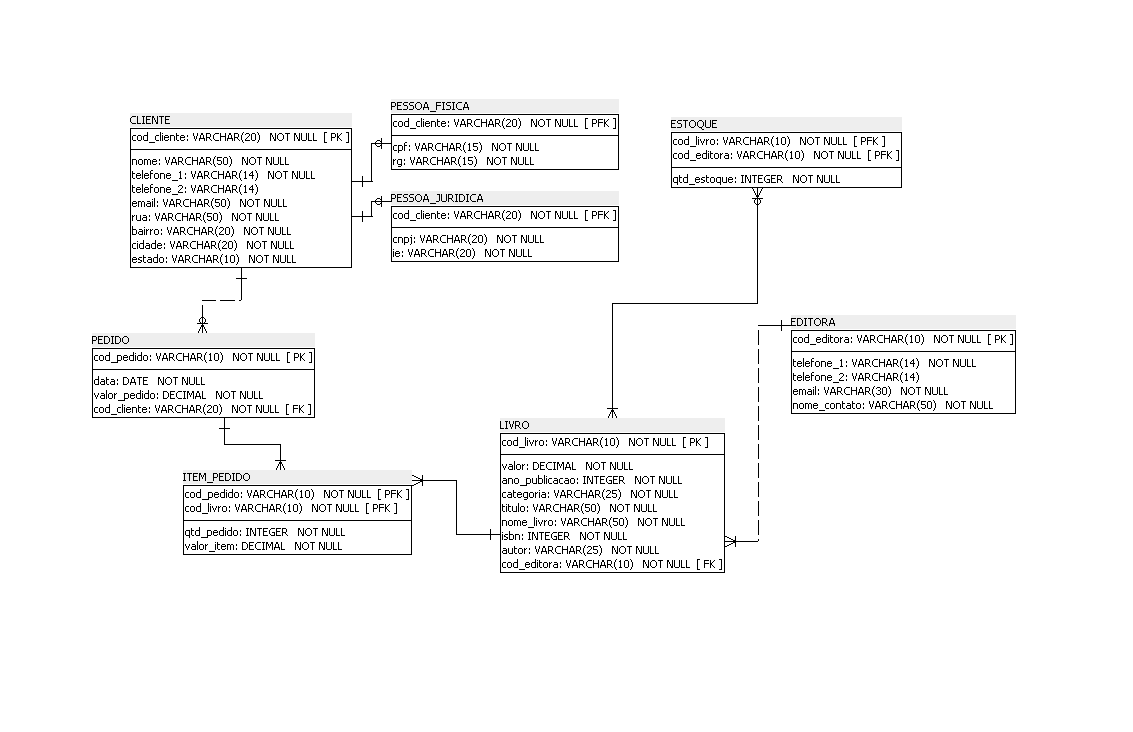 CLIENTE
cod_cliente: VARCHAR(20) NOT NULL [ PK ]
nome: VARCHAR(50) NOT NULL
telefone_1: VARCHAR(14) NOT NULL
telefone_2: VARCHAR(14)
email: VARCHAR(50) NOT NULL
rua: VARCHAR(50) NOT NULL
bairro: VARCHAR(20) NOT NULL
cidade: VARCHAR(20) NOT NULL
estado: VARCHAR(10) NOT NULL
PESSOA_FISICA
cod_cliente: VARCHAR(20) NOT NULL [ PFK ]
cpf: VARCHAR(15) NOT NULL
rg: VARCHAR(15) NOT NULL
PESSOA_JURIDICA
cod_cliente: VARCHAR(20) NOT NULL [ PFK ]
cnpj: VARCHAR(20) NOT NULL
ie: VARCHAR(20) NOT NULL
ESTOQUE
cod_livro: VARCHAR(10) NOT NULL [ PFK ]
cod_editora: VARCHAR(10) NOT NULL [ PFK ]
qtd_estoque: INTEGER NOT NULL
PEDIDO
cod_pedido: VARCHAR(10) NOT NULL [ PK ]
data: DATE NOT NULL
valor_pedido: DECIMAL NOT NULL
cod_cliente: VARCHAR(20) NOT NULL [ FK ]
EDITORA
cod_editora: VARCHAR(10) NOT NULL [ PK ]
telefone_1: VARCHAR(14) NOT NULL
telefone_2: VARCHAR(14)
email: VARCHAR(30) NOT NULL
nome_contato: VARCHAR(50) NOT NULL
ITEM_PEDIDO
cod_pedido: VARCHAR(10) NOT NULL [ PFK ]
cod_livro: VARCHAR(10) NOT NULL [ PFK ]
qtd_pedido: INTEGER NOT NULL
valor_item: DECIMAL NOT NULL
LIVRO
cod_livro: VARCHAR(10) NOT NULL [ PK ]
valor: DECIMAL NOT NULL
ano_publicacao: INTEGER NOT NULL
categoria: VARCHAR(25) NOT NULL
titulo: VARCHAR(50) NOT NULL
nome_livro: VARCHAR(50) NOT NULL
isbn: INTEGER NOT NULL
autor: VARCHAR(25) NOT NULL
cod_editora: VARCHAR(10) NOT NULL [ FK ]